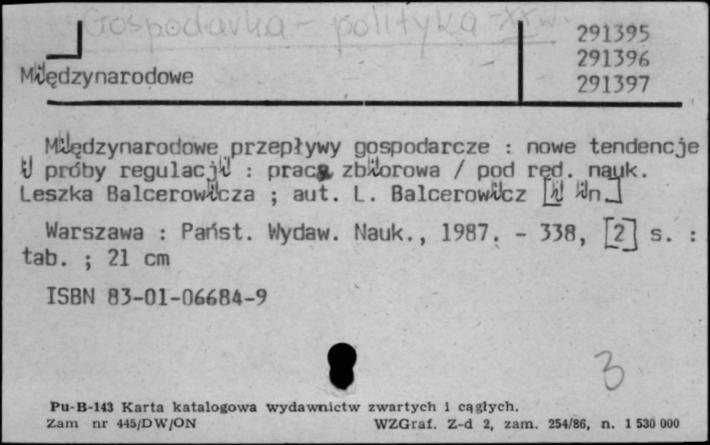 Gospodarka - polityka - XX w.
291395
291396
291397
Międzynarodowe
Międzynarodowe przepływy gospodarcze : nowe tendencje
i próby regulacji : praca zbiorowa / pod red. nauk.
Leszka Balcerowicza ; aut. L. Balcerowicz [i in.]
Warszawa : Państ. Wydaw. Nauk., 1987. - 338, [2] s. :
tab. ; 21 cm
ISBN 83-01-06684-9
3
Pu-B-143 Karta katalogowa wydawnictw zwartych i ciągłych.
Zam nr 445/DW/ON WZGraf. Z-d 2, zam. 254/86, n. 1 530 000